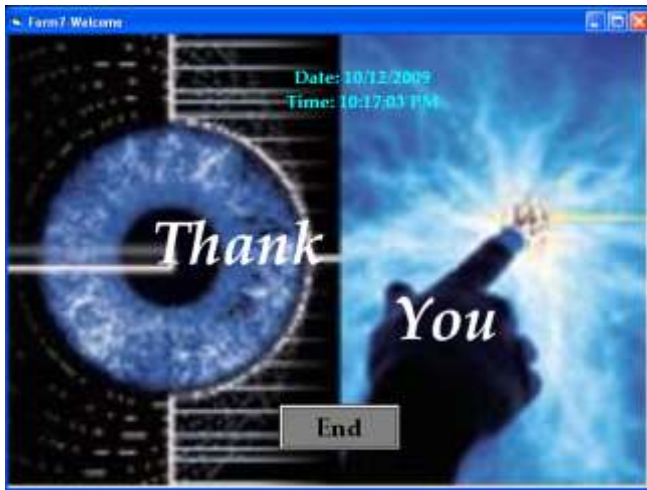 Form7-Welcome
Date: 10/12/2009
Time: 10:17:03 PM
Thank
You
End